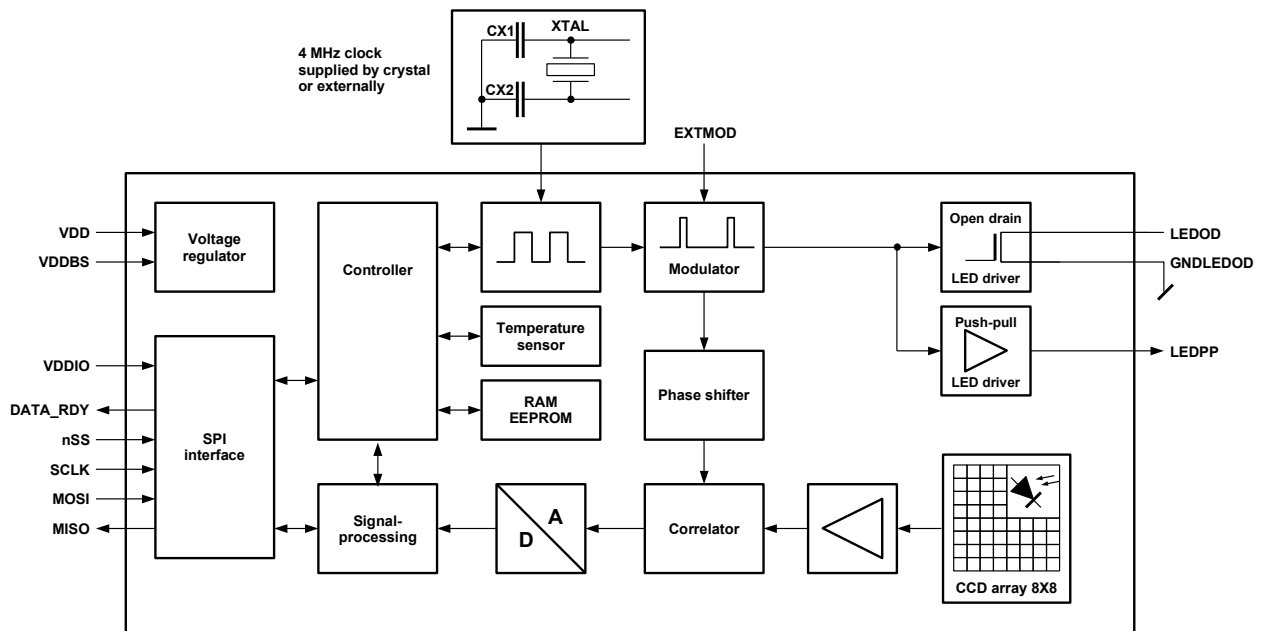 4 MHz clock
supplied by crystal
or externally
CX1
XTAL
CX2
EXTMOD
VDD
VDDBS
Voltage
regulator
Controller
Modulator
Open drain
LED driver
LEDOD
GNDLEDOD
Temperature
sensor
Push-pull
LED driver
LEDPP
VDDIO
DATA_RDY
nSS
SCLK
MOSI
MISO
SPI
interface
RAM
EEPROM
Phase shifter
Signal-
processing
A
D
Correlator
CCD array 8X8